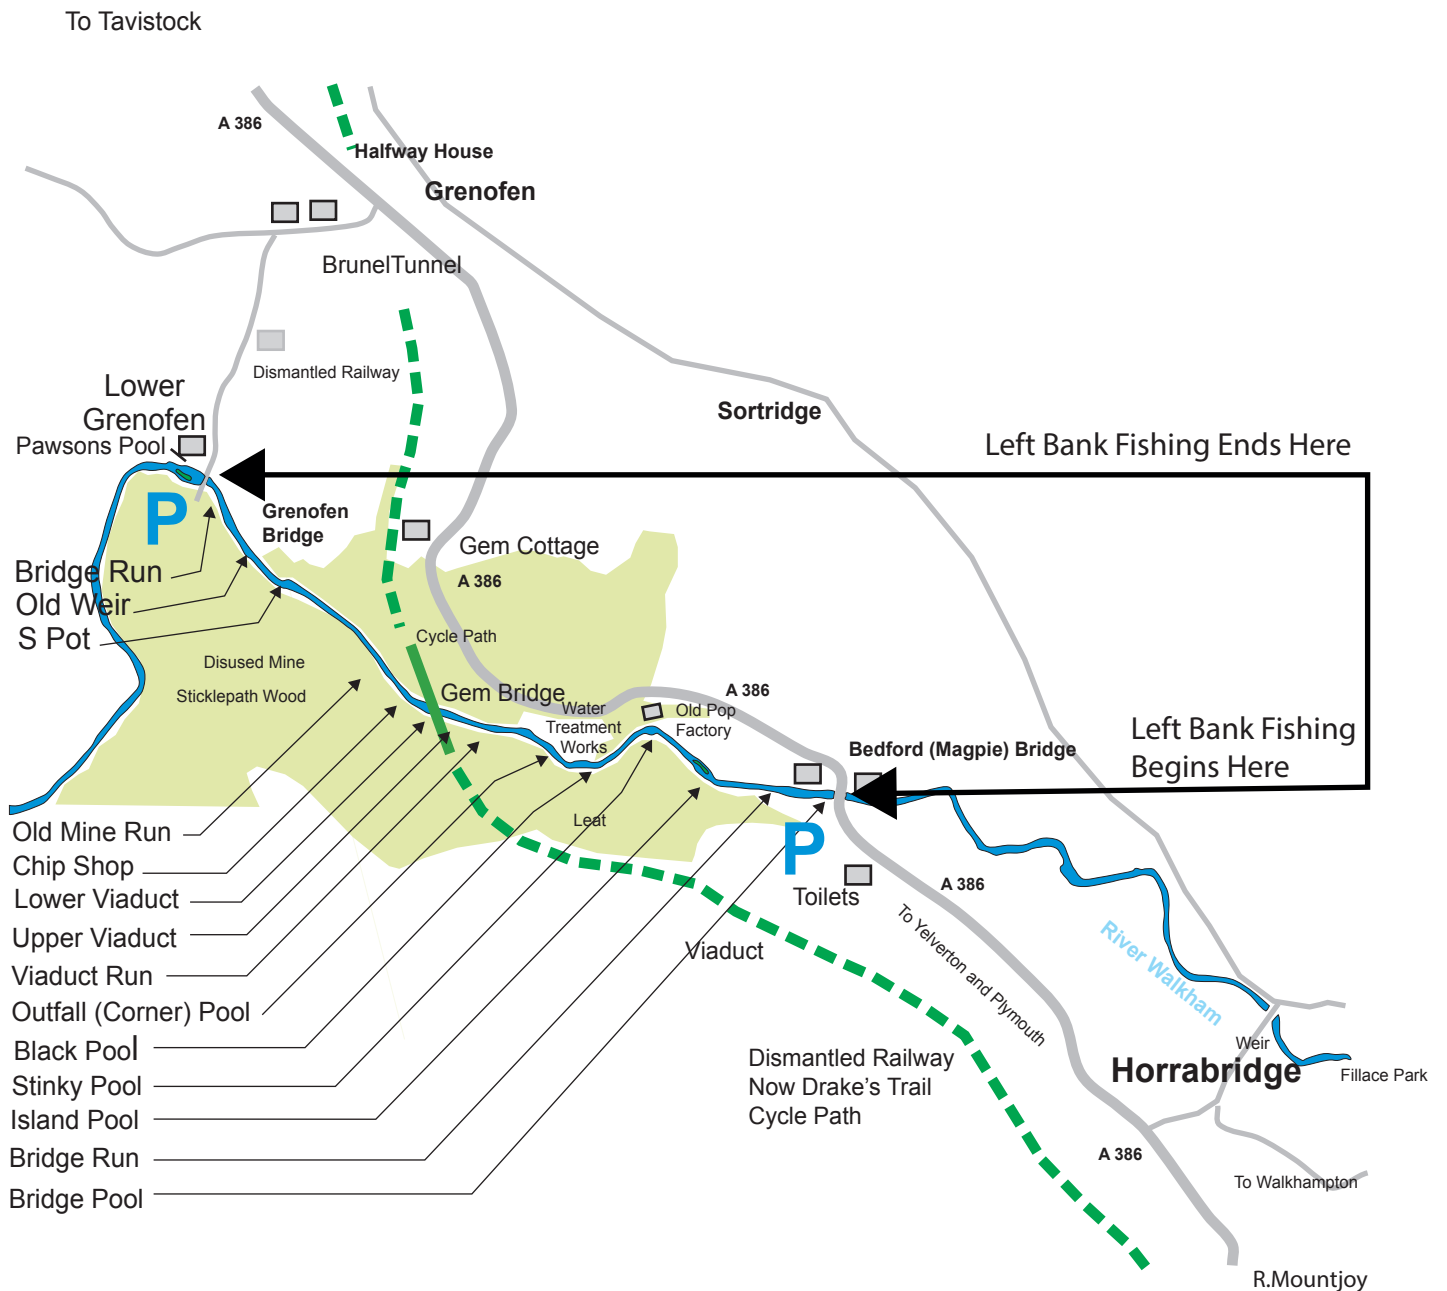 To Tavistock
A 386
Halfway House
Grenofen
BrunelTunnel
Dismantled Railway
Lower
Grenofen
Pawsons Pool
Sortridge
Left Bank Fishing Ends Here
P
Grenofen
Bridge
Gem Cottage
A 386
Bridge Run
Old Weir
S Pot
Cycle Path
Disused Mine
Sticklepath Wood
Gem Bridge
Water
Treatment
Works
A 386
Old Pop
Factory
Bedford (Magpie) Bridge
Left Bank Fishing
Begins Here
Old Mine Run
Chip Shop
Lower Viaduct
Upper Viaduct
Viaduct Run
Outfall (Corner) Pool
Black Pool
Stinky Pool
Island Pool
Bridge Run
Bridge Pool
Leat
P
Toilets
A 386
To Yelverton and Plymouth
Viaduct
River Walkham
Weir
Horrabridge
Fillace Park
Dismantled Railway
Now Drake's Trail
Cycle Path
A 386
To Walkhampton
R.Mountjoy